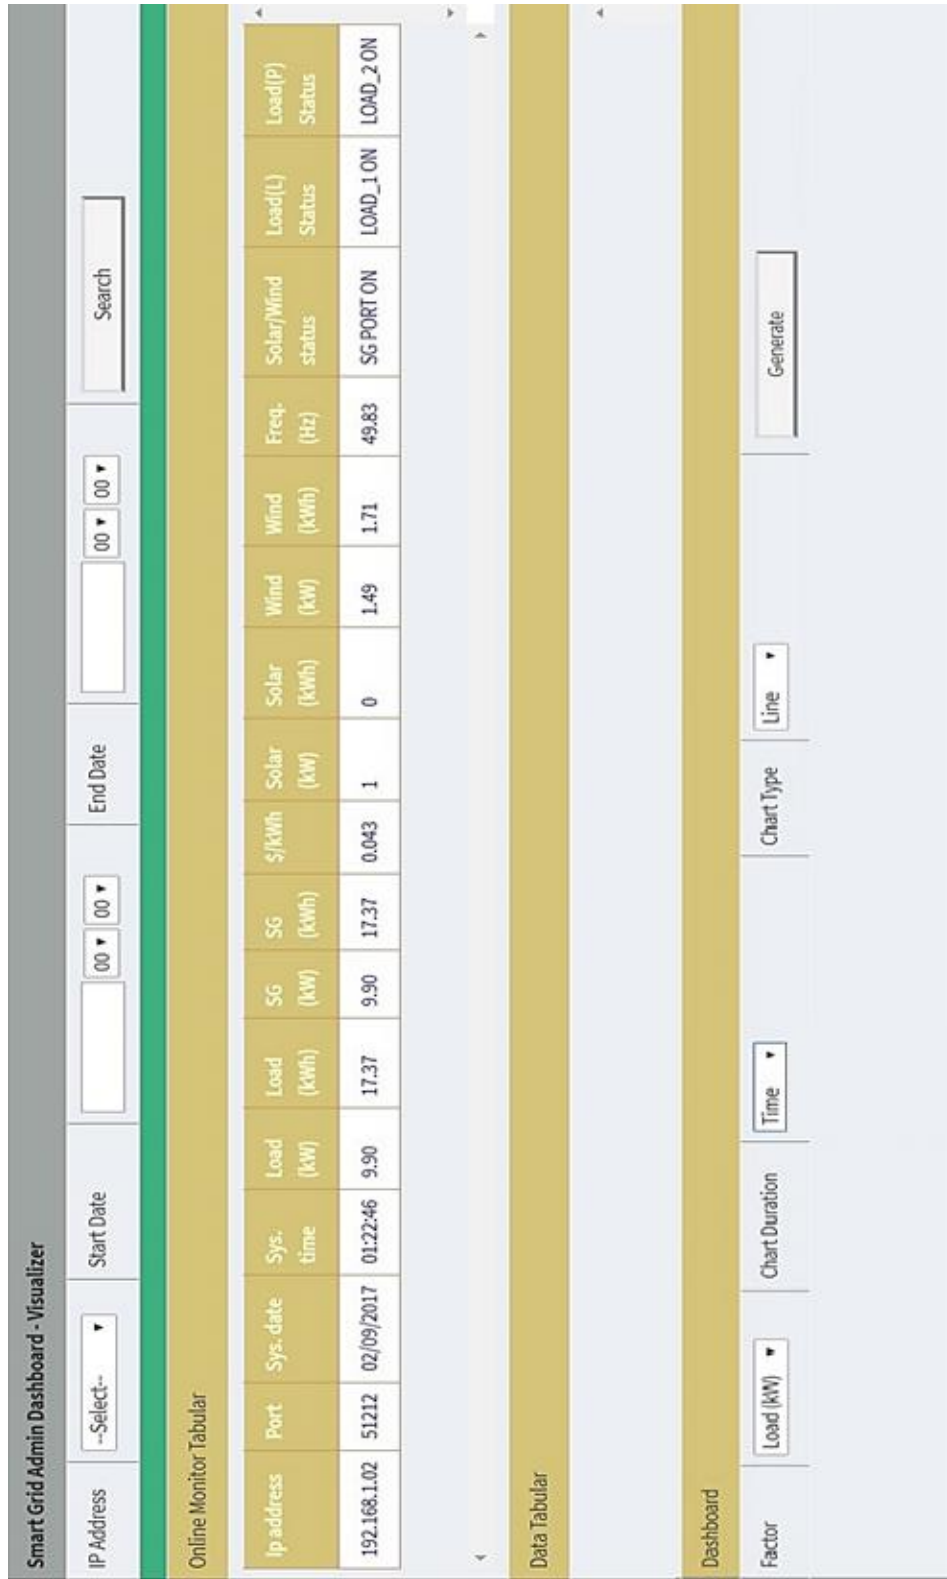 Smart Grid Admin Dashboard - Visualizer
IP Address --Select-- Start Date 00 00 End Date 00 00 Search
Online Monitor Tabular
Ip address Port Sys. date Sys. time Load (kW) Load (kWh) SG (kW) SG (kWh) $/kWh Solar (kW) Solar (kWh) Wind (kW) Wind (kWh) Freq. (Hz) Solar/Wind status Load(L) Status Load(P) Status
192.168.1.02 51212 02/09/2017 01:22:46 9.90 17.37 9.90 17.37 0.043 1 0 1.49 1.71 49.83 SG PORT ON LOAD_1 ON LOAD_2 ON
Data Tabular
Dashboard
Factor Load (kW) Chart Duration Time Chart Type Line Generate